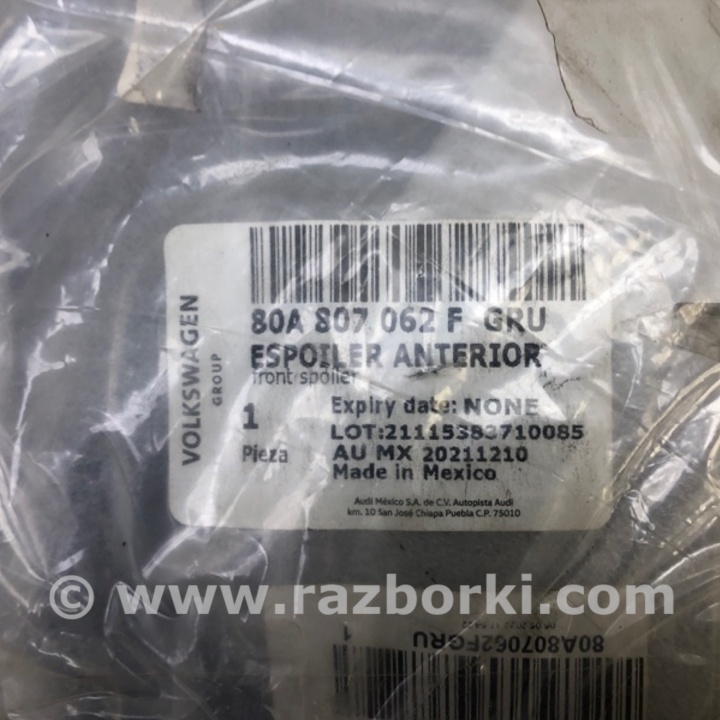 VOLKSWAGEN
GROUP
80A 807 062 F GRU
ESPOILER ANTERIOR
front spoiler
1
Pieza
Expiry date: NONE
LOT:21115383710085
AU MX 20211210
Made in Mexico
Audi México S.A. de C.V. Autopista Audi
km. 10 San José Chiapa Puebla C.P. 75010
© www.razborki.com
1
80A807062FGRU